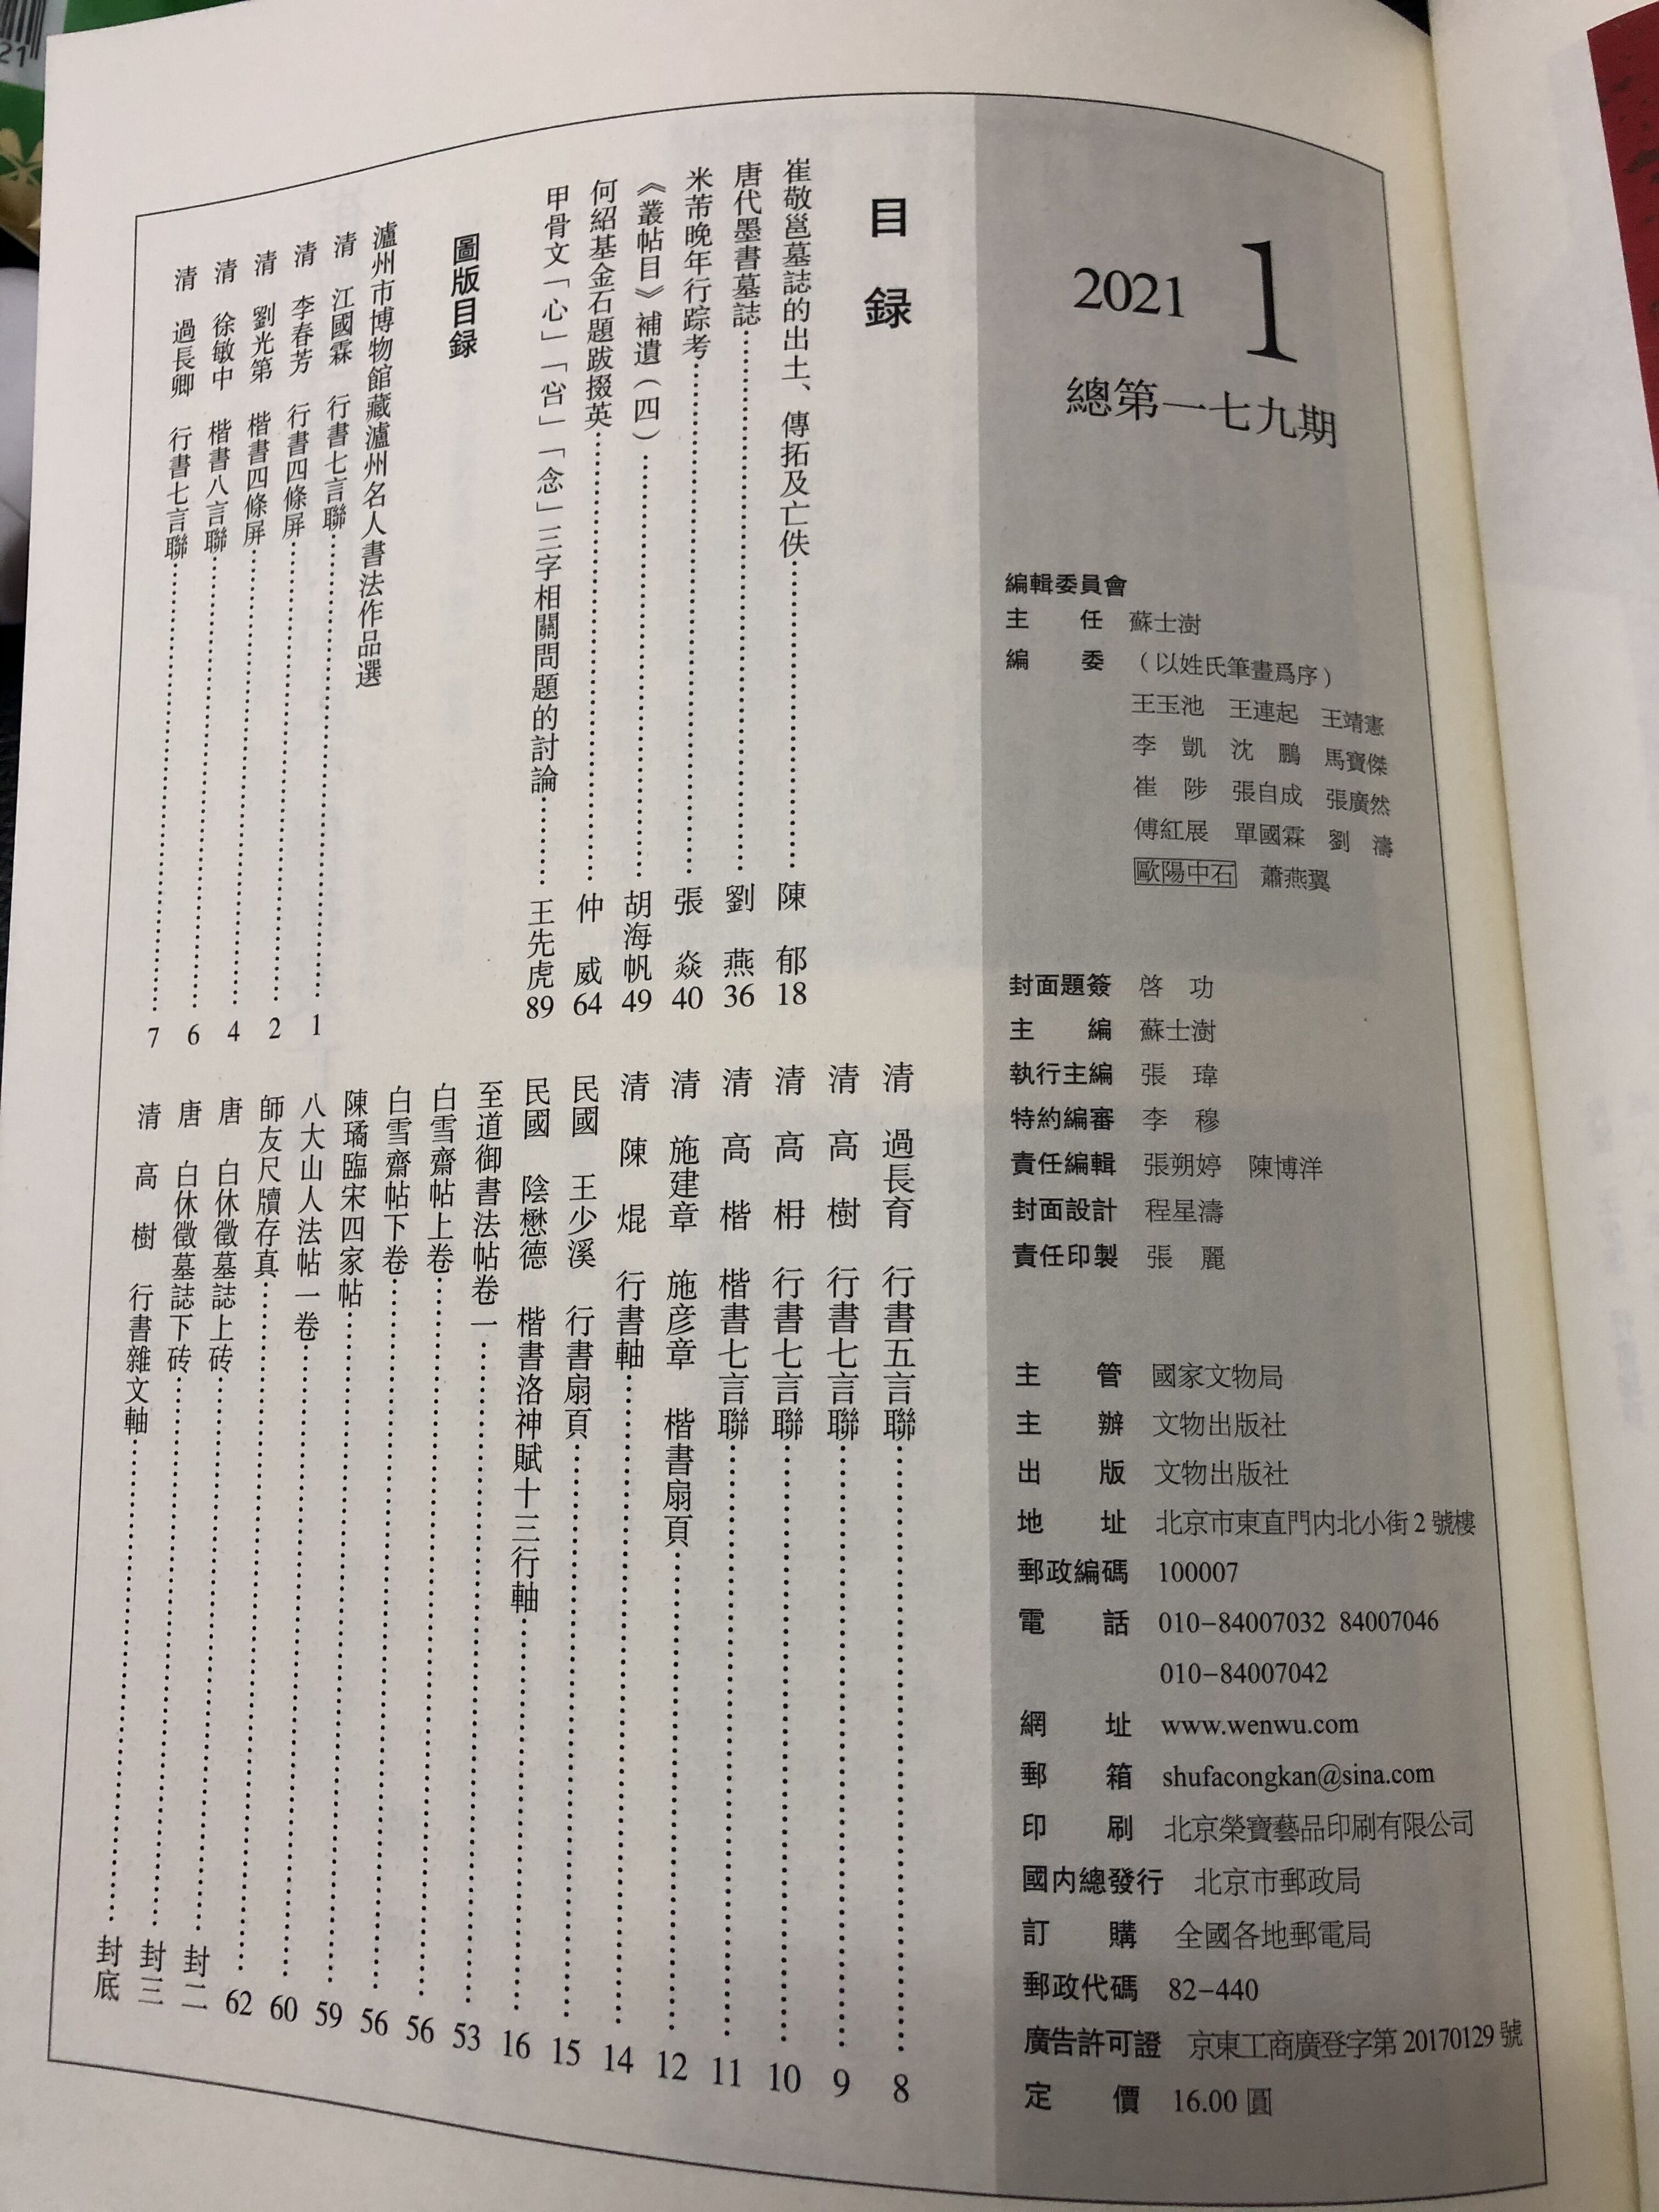 2021 1
總第一七九期
編輯委員會
主 任 蘇士澍
編 委 （以姓氏筆畫爲序）
王玉池 王連起 王靖憲
李 凱 沈 鵬 馬寶傑
崔 陟 張自成 張廣然
傅紅展 單國霖 劉 濤
歐陽中石 蕭燕翼
封面題簽 啓 功
主 編 蘇士澍
執行主編 張 瑋
特約編審 李 穆
責任編輯 張朔婷 陳博洋
封面設計 程星濤
責任印製 張 麗
主 管 國家文物局
主 辦 文物出版社
出 版 文物出版社
地 址 北京市東直門内北小街2號樓
郵政編碼 100007
電 話 010-84007032 84007046
010-84007042
網 址 www.wenwu.com
郵 箱 shufacongkan@sina.com
印 刷 北京榮寶藝品印刷有限公司
國内總發行 北京市郵政局
訂 購 全國各地郵電局
郵政代碼 82-440
廣告許可證 京東工商廣登字第20170129號
定 價 16.00圓
目 録
崔敬邕墓誌的出土、傳拓及亡佚…… 陳 郁 18
唐代墨書墓誌…… 劉 燕 36
米芾晚年行踪考…… 張 焱 40
《叢帖目》補遺（四）…… 胡海帆 49
何紹基金石題跋掇英…… 仲 威 64
甲骨文「心」「㕻」「念」三字相關問題的討論…… 王先虎 89
圖版目録
瀘州市博物館藏瀘州名人書法作品選
清 江國霖 行書七言聯…… 1
清 李春芳 行書四條屏…… 2
清 劉光第 楷書四條屏…… 4
清 徐敏中 楷書八言聯…… 6
清 過長卿 行書七言聯…… 7
清 過長育 行書五言聯…… 8
清 高 樹 行書七言聯…… 9
清 高 枏 行書七言聯…… 10
清 高 楷 楷書七言聯…… 11
清 施建章 施彦章 楷書扇頁…… 12
清 陳 焜 行書軸…… 14
民國 王少溪 行書扇頁…… 15
民國 陰懋德 楷書洛神賦十三行軸…… 16
至道御書法帖卷一…… 53
白雪齋帖上卷…… 56
白雪齋帖下卷…… 56
陳璚臨宋四家帖…… 59
八大山人法帖一卷…… 60
師友尺牘存真…… 62
唐 白休徵墓誌上砖…… 封二
唐 白休徵墓誌下砖…… 封三
清 高 樹 行書雜文軸…… 封底
21